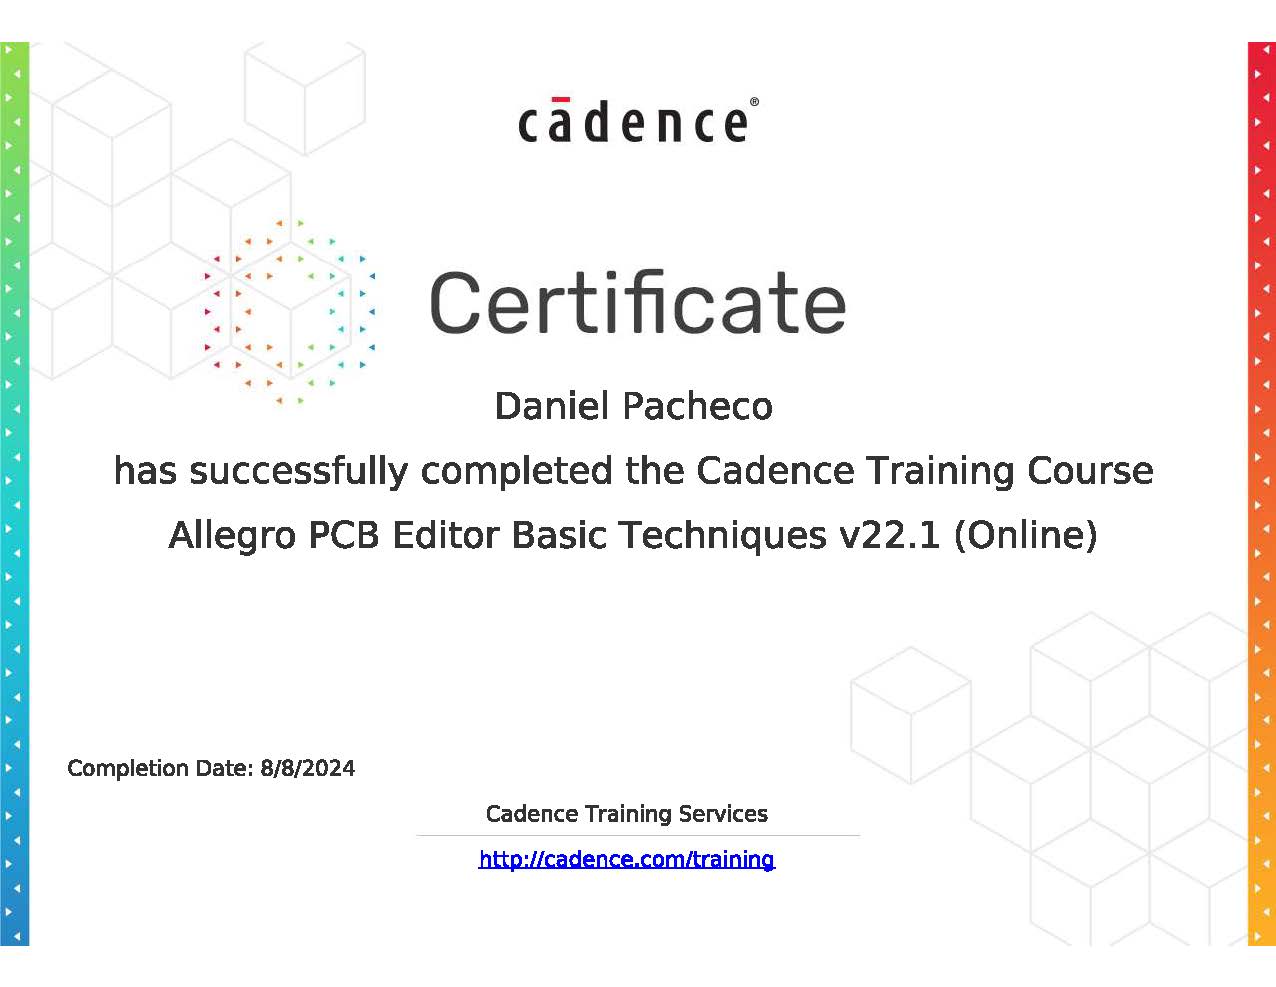 cādence®
Certificate
Daniel Pacheco
has successfully completed the Cadence Training Course
Allegro PCB Editor Basic Techniques v22.1 (Online)
Completion Date: 8/8/2024
Cadence Training Services
http://cadence.com/training